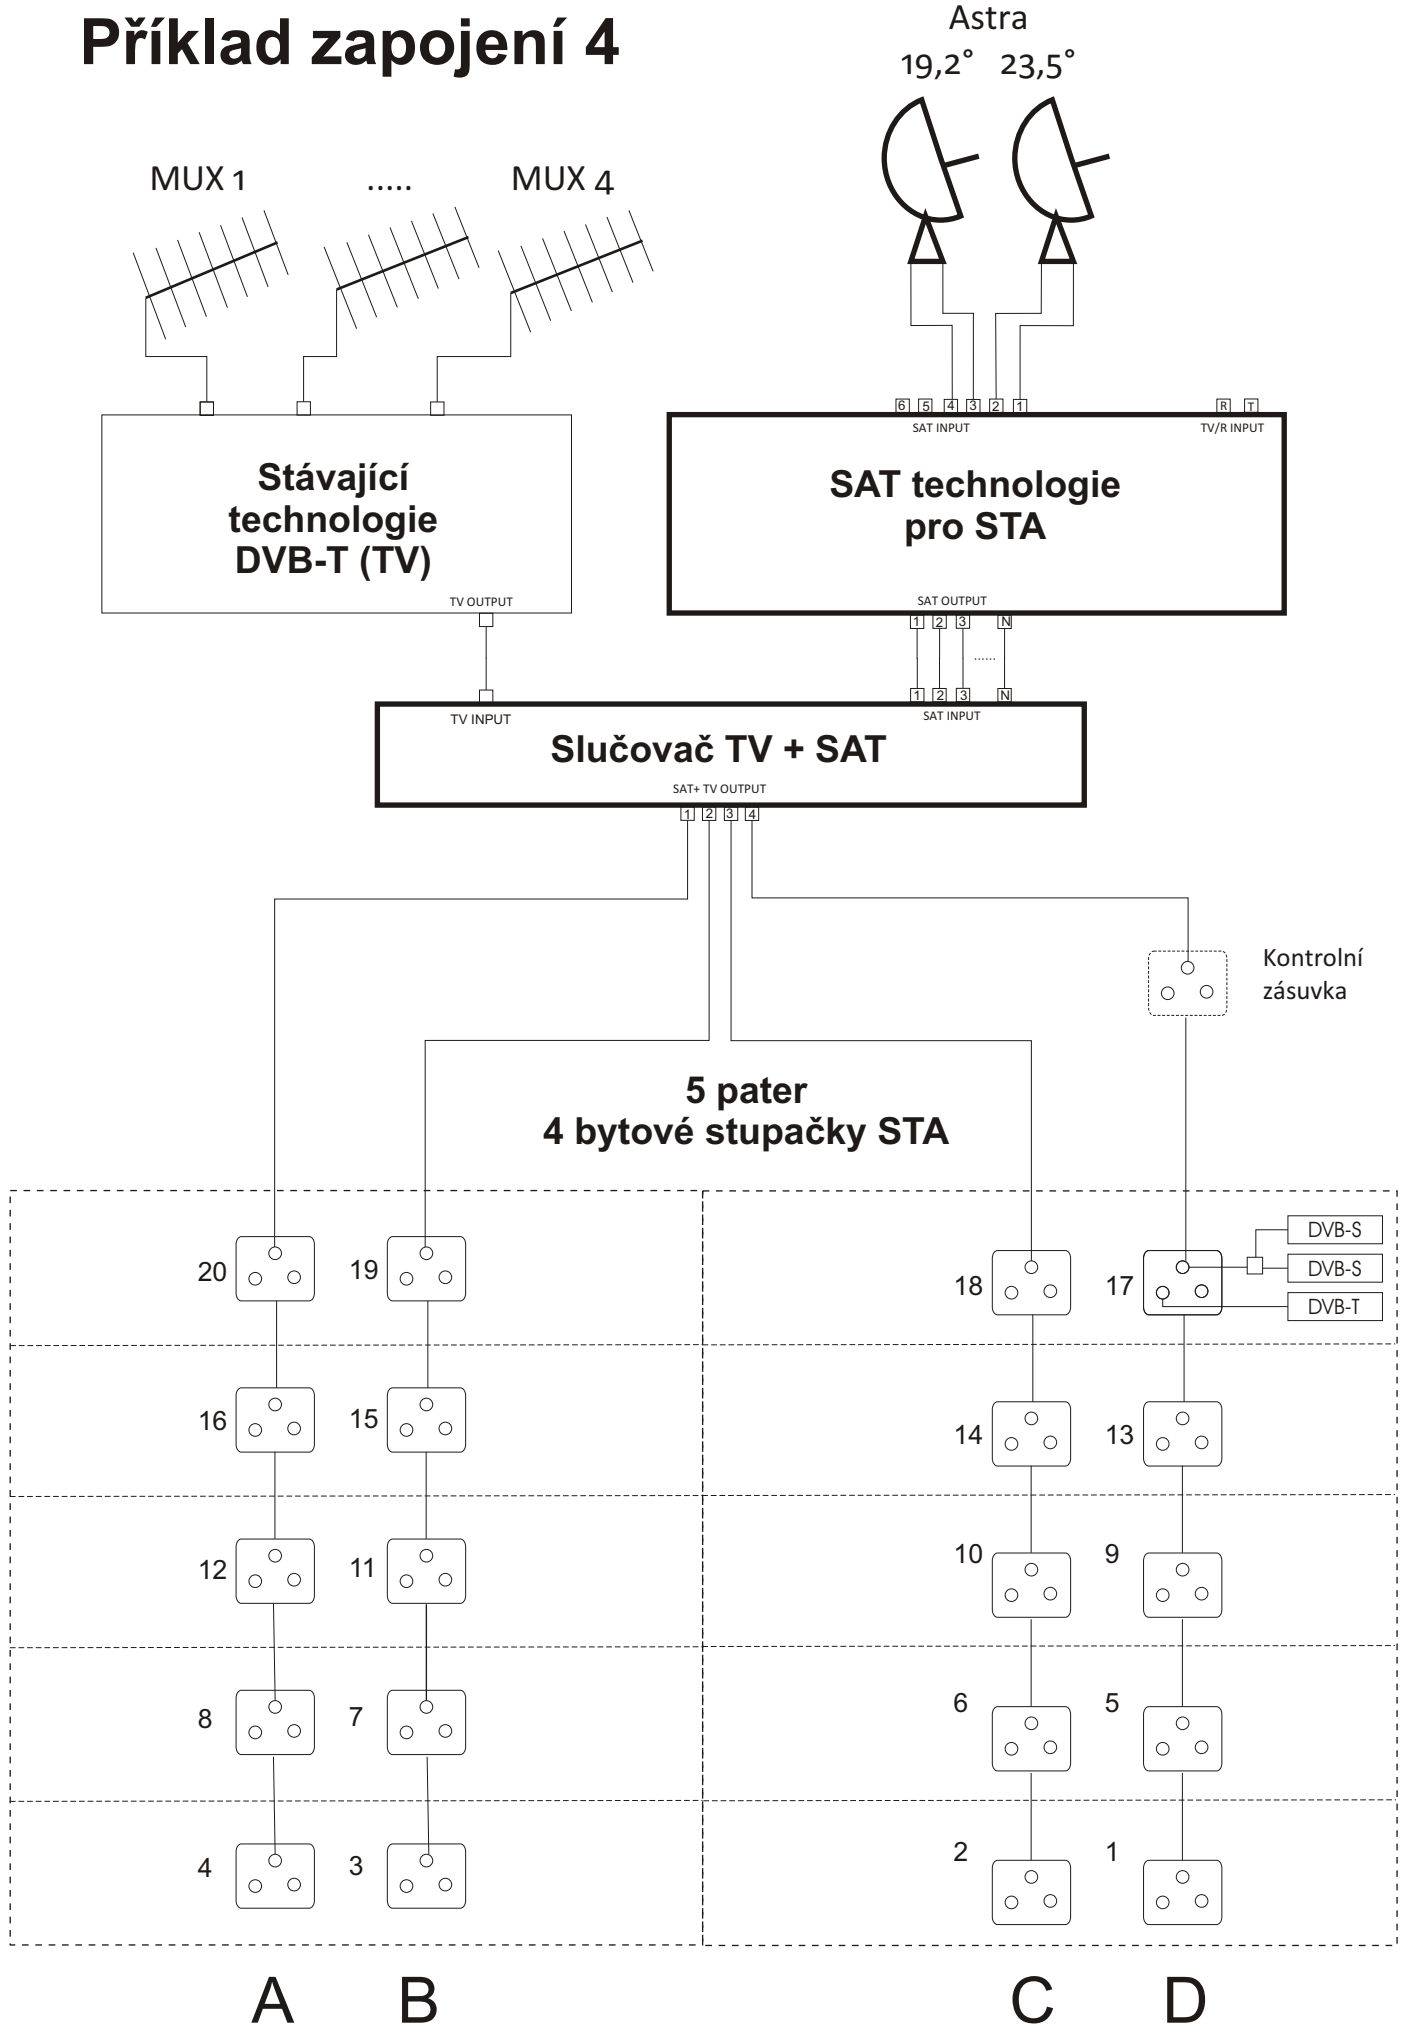 Příklad zapojení 4
Astra
19,2° 23,5°
MUX 1 ..... MUX 4
6 5 4 3 2 1 R T
SAT INPUT TV/R INPUT
Stávající
technologie
DVB-T (TV)
TV OUTPUT
SAT technologie
pro STA
SAT OUTPUT
1 2 3 N
......
1 2 3 N
TV INPUT SAT INPUT
Slučovač TV + SAT
SAT+ TV OUTPUT
1 2 3 4
Kontrolní
zásuvka
5 pater
4 bytové stupačky STA
20 19 18 17
DVB-S
DVB-S
DVB-T
16 15 14 13
12 11 10 9
8 7 6 5
4 3 2 1
A B C D